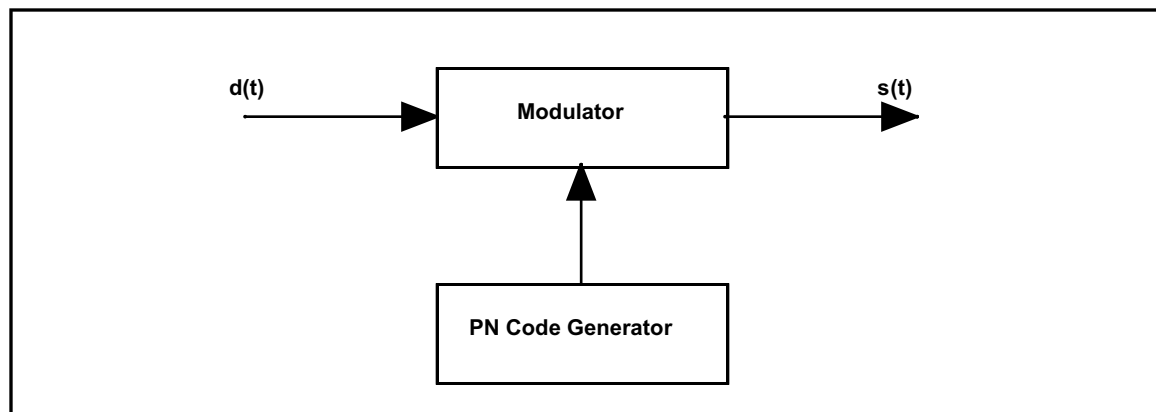 d(t)
Modulator
s(t)
PN Code Generator